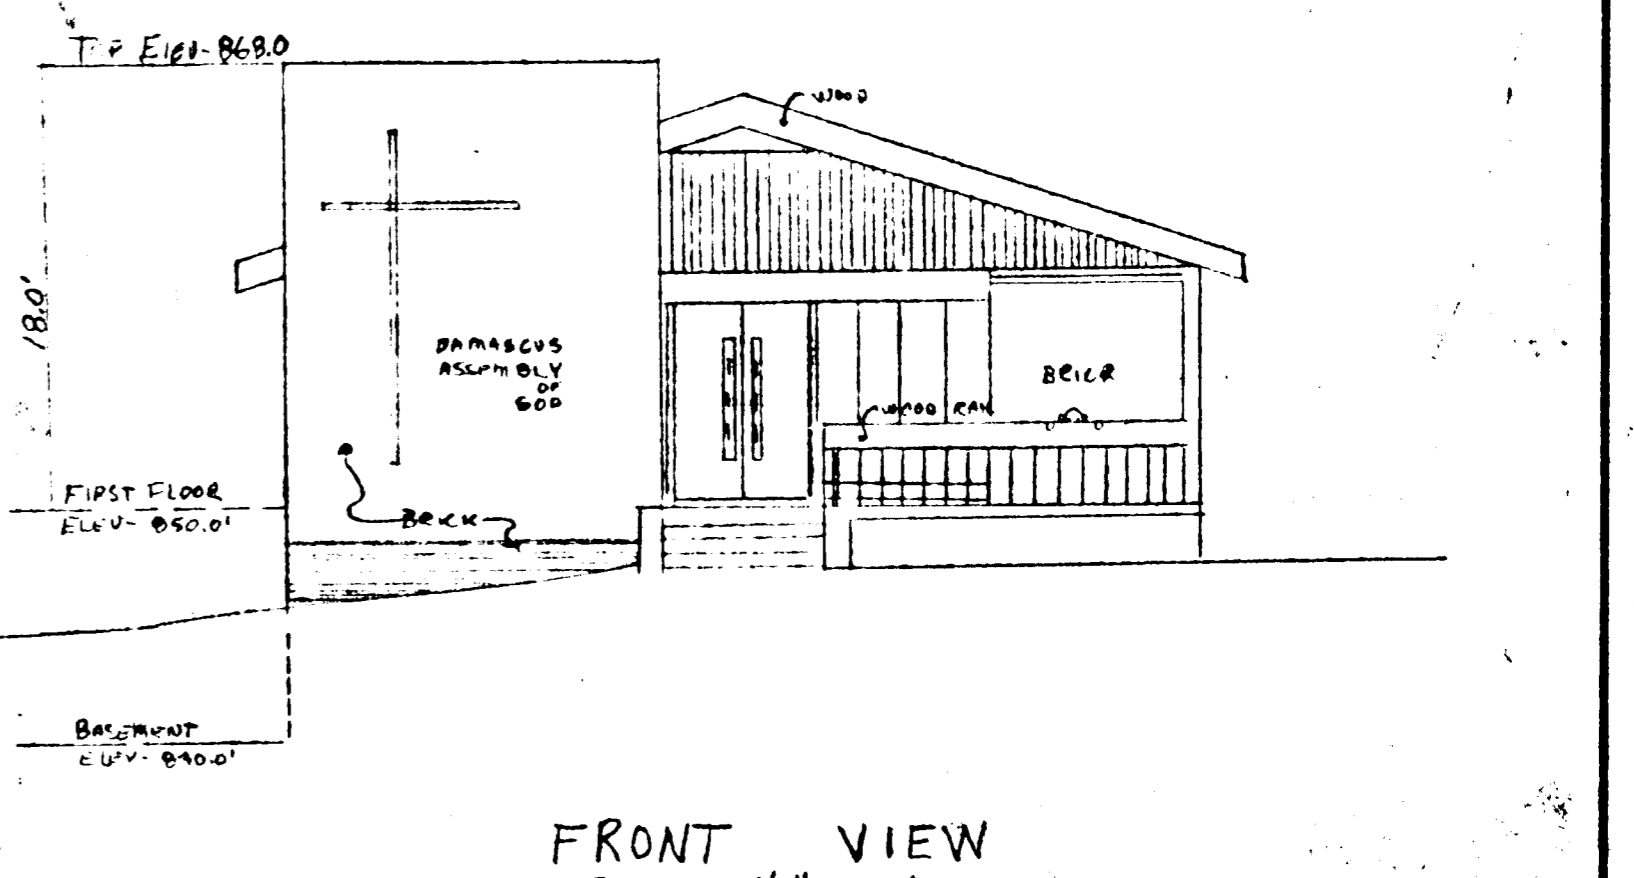 TOP ELEV- 868.0
WOOD
18.0'
DAMASCUS
ASSEMBLY
OF
GOD
BRICK
WOOD RAIL
FIRST FLOOR
ELEV- 850.0'
BRICK
BASEMENT
ELEV- 840.0'
FRONT VIEW